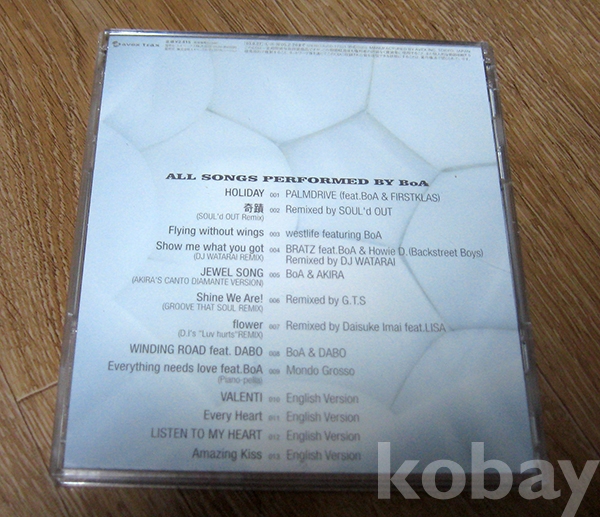 avex trax
ALL SONGS PERFORMED BY BoA
HOLIDAY 001 PALMDRIVE (feat.BoA & FIRSTKLAS)
奇蹟 002 Remixed by SOUL'd OUT
(SOUL'd OUT Remix)
Flying without wings 003 westlife featuring BoA
Show me what you got 004 BRATZ feat.BoA & Howie D.(Backstreet Boys)
(DJ WATARAI REMIX) Remixed by DJ WATARAI
JEWEL SONG 005 BoA & AKIRA
(AKIRA'S CANTO DIAMANTE VERSION)
Shine We Are! 006 Remixed by G.T.S
(GROOVE THAT SOUL REMIX)
flower 007 Remixed by Daisuke Imai feat.LISA
(D.I's "Luv hurts"REMIX)
WINDING ROAD feat. DABO 008 BoA & DABO
Everything needs love feat.BoA 009 Mondo Grosso
(Piano pella)
VALENTI 010 English Version
Every Heart 011 English Version
LISTEN TO MY HEART 012 English Version
Amazing Kiss 013 English Version
kobay